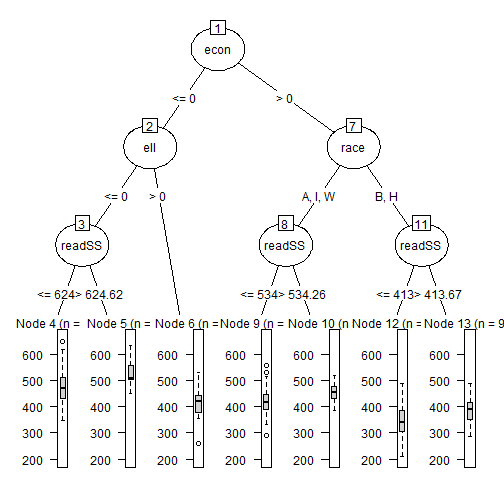 1
econ
<= 0 > 0
2 7
ell race
<= 0 > 0 A, I, W B, H
3 8 11
readSS readSS readSS
<= 624> 624.62 <= 534> 534.26 <= 413> 413.67
Node 4 (n = Node 5 (n = Node 6 (n = Node 9 (n = Node 10 (n Node 12 (n = Node 13 (n = 9
600 600 600 600 600 600 600
500 500 500 500 500 500 500
400 400 400 400 400 400 400
300 300 300 300 300 300 300
200 200 200 200 200 200 200